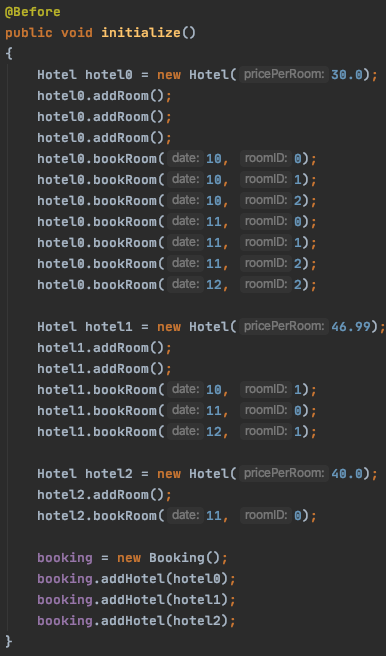 @Before
public void initialize()
{
Hotel hotel0 = new Hotel( pricePerRoom: 30.0);
hotel0.addRoom();
hotel0.addRoom();
hotel0.addRoom();
hotel0.bookRoom( date: 10, roomID: 0);
hotel0.bookRoom( date: 10, roomID: 1);
hotel0.bookRoom( date: 10, roomID: 2);
hotel0.bookRoom( date: 11, roomID: 0);
hotel0.bookRoom( date: 11, roomID: 1);
hotel0.bookRoom( date: 11, roomID: 2);
hotel0.bookRoom( date: 12, roomID: 2);
Hotel hotel1 = new Hotel( pricePerRoom: 46.99);
hotel1.addRoom();
hotel1.addRoom();
hotel1.bookRoom( date: 10, roomID: 1);
hotel1.bookRoom( date: 11, roomID: 0);
hotel1.bookRoom( date: 12, roomID: 1);
Hotel hotel2 = new Hotel( pricePerRoom: 40.0);
hotel2.addRoom();
hotel2.bookRoom( date: 11, roomID: 0);
booking = new Booking();
booking.addHotel(hotel0);
booking.addHotel(hotel1);
booking.addHotel(hotel2);
}